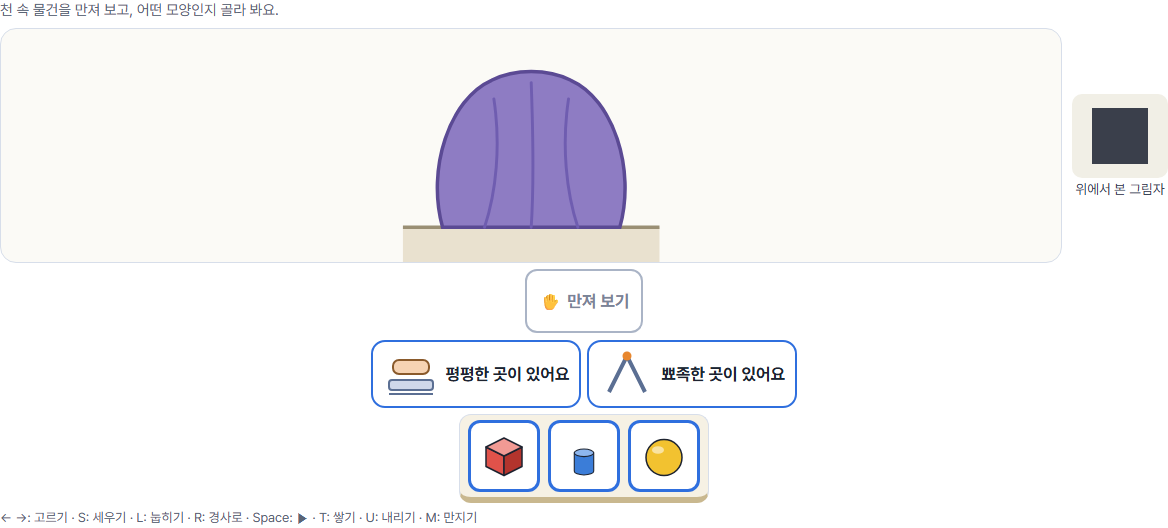 천 속 물건을 만져 보고, 어떤 모양인지 골라 봐요.
위에서 본 그림자
만져 보기
평평한 곳이 있어요
뾰족한 곳이 있어요
← →: 고르기 · S: 세우기 · L: 눕히기 · R: 경사로 · Space: ▶ · T: 쌓기 · U: 내리기 · M: 만지기